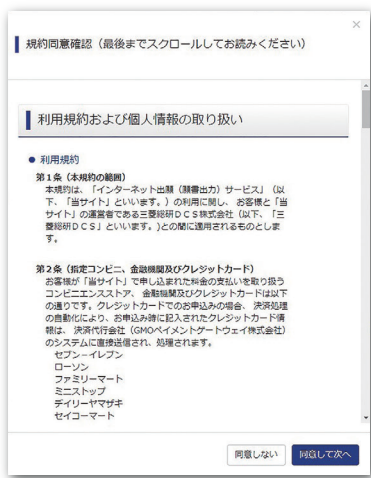 ×
規約同意確認（最後までスクロールしてお読みください）
利用規約および個人情報の取り扱い
● 利用規約
第1条（本規約の範囲）
本規約は、「インターネット出願（願書出力）サービス」（以
下、「当サイト」といいます。）の利用に関し、お客様と「当
サイト」の運営者である三菱総研ＤＣＳ株式会社（以下、「三
菱総研ＤＣＳ」といいます。)との間に適用されるものとしま
す。
第2条（指定コンビニ、金融機関及びクレジットカード）
お客様が「当サイト」で申し込まれた料金の支払いを取り扱う
コンビニエンスストア、 金融機関及びクレジットカードは以下
の通りです。クレジットカードでのお申込みの場合、 決済処理
の自動化により、お申込み時に記入されたクレジットカード情
報は、 決済代行会社（GMOペイメントゲートウェイ株式会社）
のシステムに直接送信され、処理されます。
セブン－イレブン
ローソン
ファミリーマート
ミニストップ
デイリーヤマザキ
セイコーマート
同意しない 同意して次へ